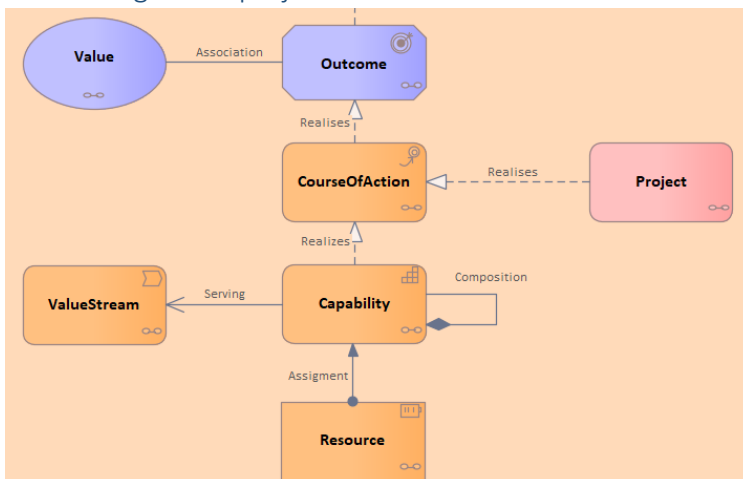 Value
Association
Outcome
Realises
CourseOfAction
Realises
Project
Realizes
ValueStream
Serving
Capability
Composition
Assigment
Resource